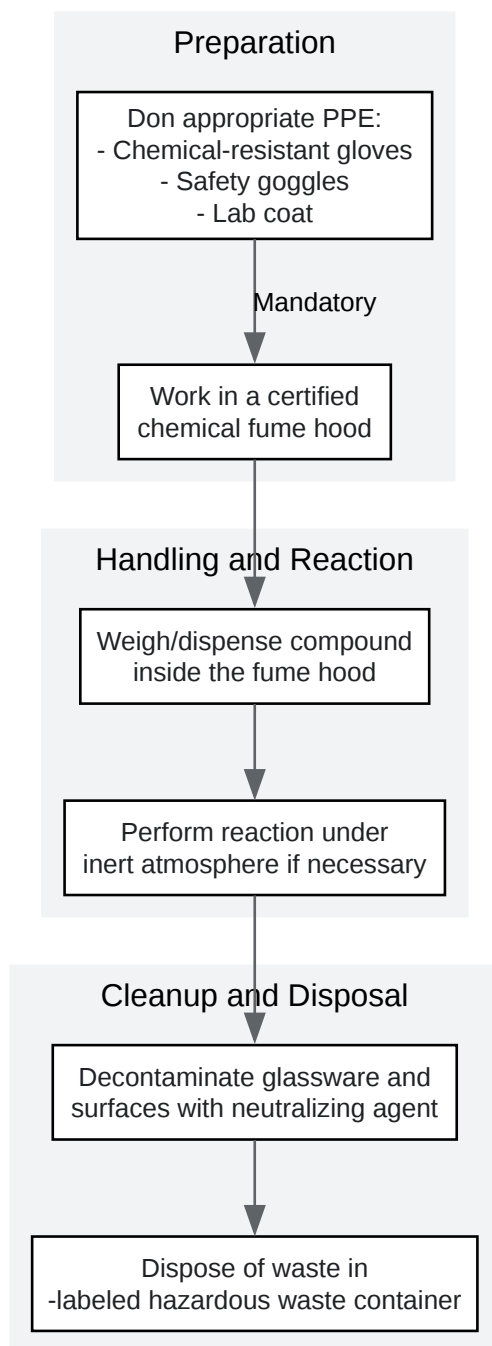 Preparation
Don appropriate PPE:
- Chemical-resistant gloves
- Safety goggles
- Lab coat
Mandatory
Work in a certified
chemical fume hood
Handling and Reaction
Weigh/dispense compound
inside the fume hood
Perform reaction under
inert atmosphere if necessary
Cleanup and Disposal
Decontaminate glassware and
surfaces with neutralizing agent
Dispose of waste in
-labeled hazardous waste container